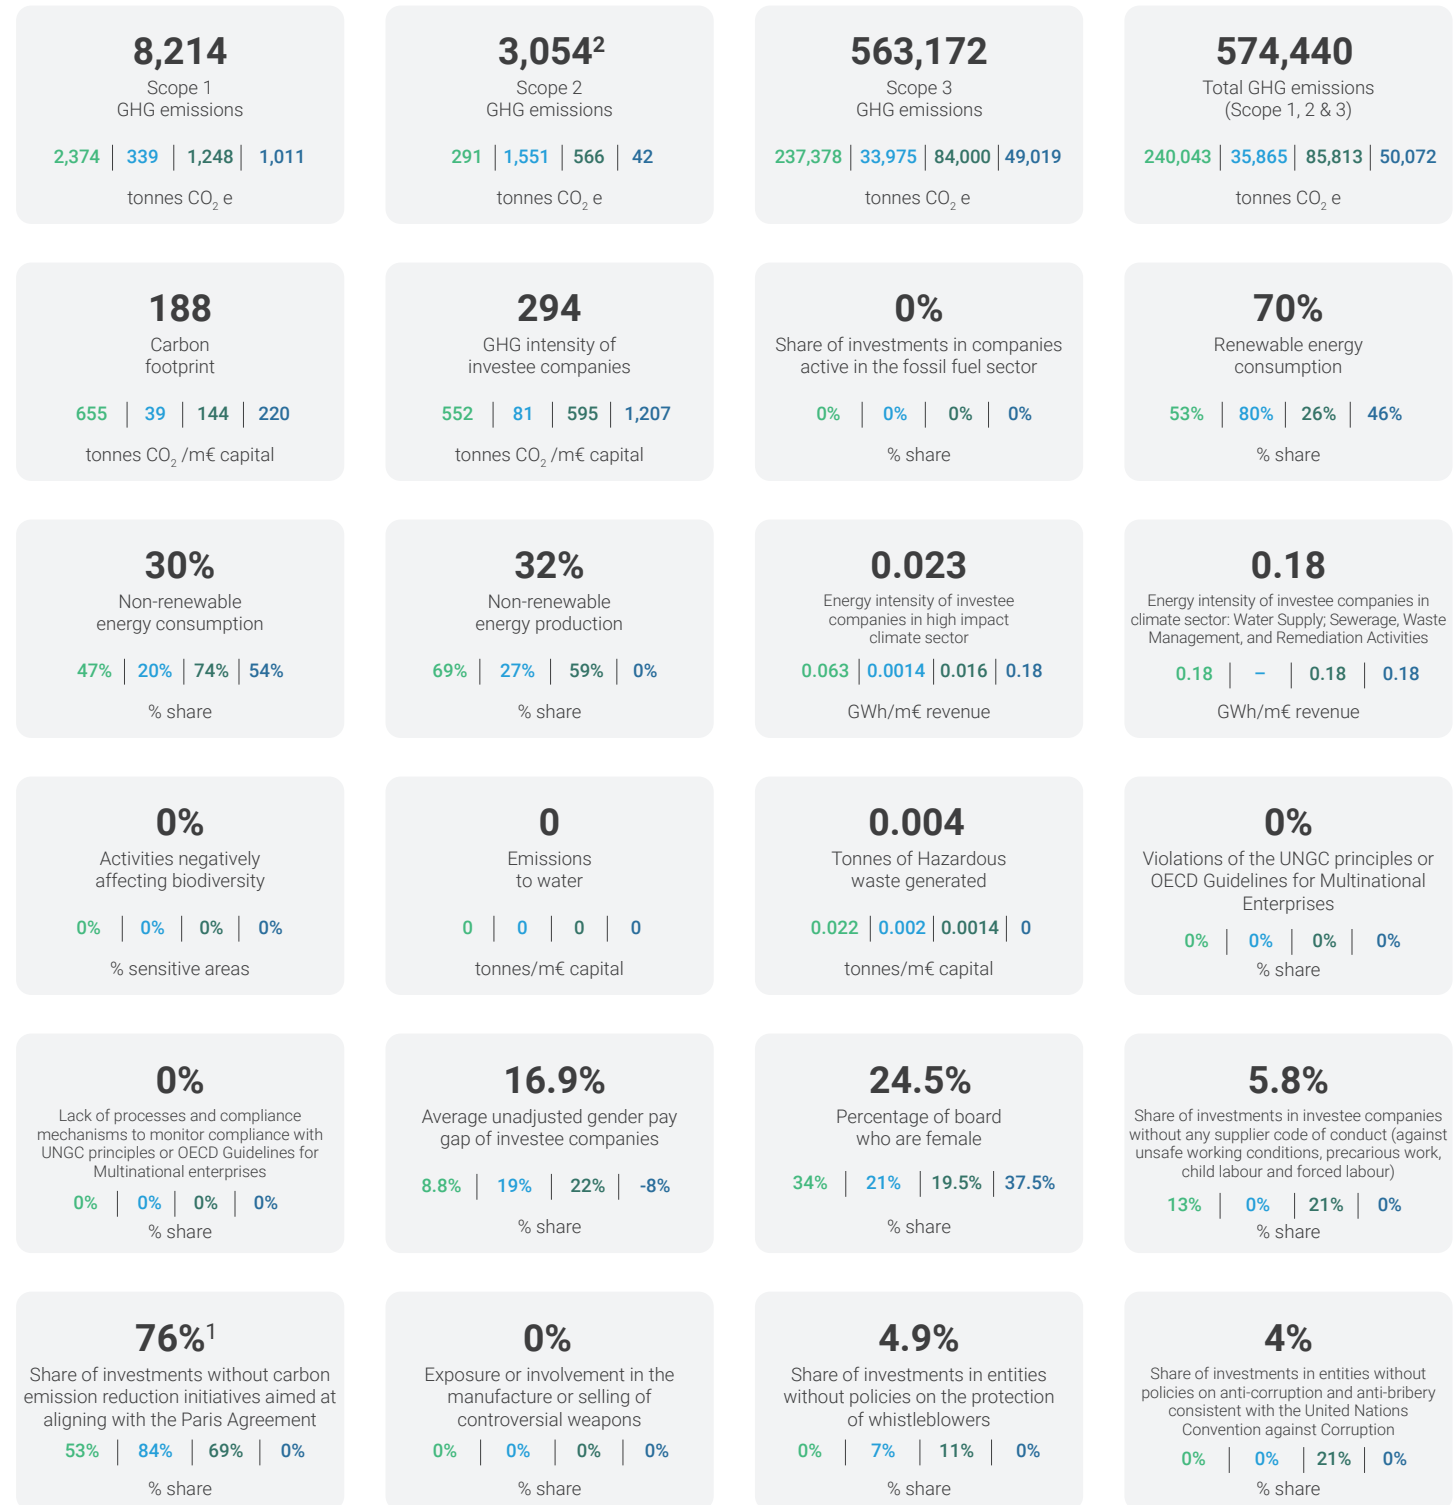 8,214
Scope 1
GHG emissions
2,374 | 339 | 1,248 | 1,011
tonnes CO₂ e
3,054²
Scope 2
GHG emissions
291 | 1,551 | 566 | 42
tonnes CO₂ e
563,172
Scope 3
GHG emissions
237,378 | 33,975 | 84,000 | 49,019
tonnes CO₂ e
574,440
Total GHG emissions
(Scope 1, 2 & 3)
240,043 | 35,865 | 85,813 | 50,072
tonnes CO₂ e
188
Carbon
footprint
655 | 39 | 144 | 220
tonnes CO₂ /m€ capital
294
GHG intensity of
investee companies
552 | 81 | 595 | 1,207
tonnes CO₂ /m€ capital
0%
Share of investments in companies
active in the fossil fuel sector
0% | 0% | 0% | 0%
% share
70%
Renewable energy
consumption
53% | 80% | 26% | 46%
% share
30%
Non-renewable
energy consumption
47% | 20% | 74% | 54%
% share
32%
Non-renewable
energy production
69% | 27% | 59% | 0%
% share
0.023
Energy intensity of investee
companies in high impact
climate sector
0.063 | 0.0014 | 0.016 | 0.18
GWh/m€ revenue
0.18
Energy intensity of investee companies in
climate sector: Water Supply; Sewerage, Waste
Management, and Remediation Activities
0.18 | – | 0.18 | 0.18
GWh/m€ revenue
0%
Activities negatively
affecting biodiversity
0% | 0% | 0% | 0%
% sensitive areas
0
Emissions
to water
0 | 0 | 0 | 0
tonnes/m€ capital
0.004
Tonnes of Hazardous
waste generated
0.022 | 0.002 | 0.0014 | 0
tonnes/m€ capital
0%
Violations of the UNGC principles or
OECD Guidelines for Multinational
Enterprises
0% | 0% | 0% | 0%
% share
0%
Lack of processes and compliance
mechanisms to monitor compliance with
UNGC principles or OECD Guidelines for
Multinational enterprises
0% | 0% | 0% | 0%
% share
16.9%
Average unadjusted gender pay
gap of investee companies
8.8% | 19% | 22% | -8%
% share
24.5%
Percentage of board
who are female
34% | 21% | 19.5% | 37.5%
% share
5.8%
Share of investments in investee companies
without any supplier code of conduct (against
unsafe working conditions, precarious work,
child labour and forced labour)
13% | 0% | 21% | 0%
% share
76%¹
Share of investments without carbon
emission reduction initiatives aimed at
aligning with the Paris Agreement
53% | 84% | 69% | 0%
% share
0%
Exposure or involvement in the
manufacture or selling of
controversial weapons
0% | 0% | 0% | 0%
% share
4.9%
Share of investments in entities
without policies on the protection
of whistleblowers
0% | 7% | 11% | 0%
% share
4%
Share of investments in entities without
policies on anti-corruption and anti-bribery
consistent with the United Nations
Convention against Corruption
0% | 0% | 21% | 0%
% share